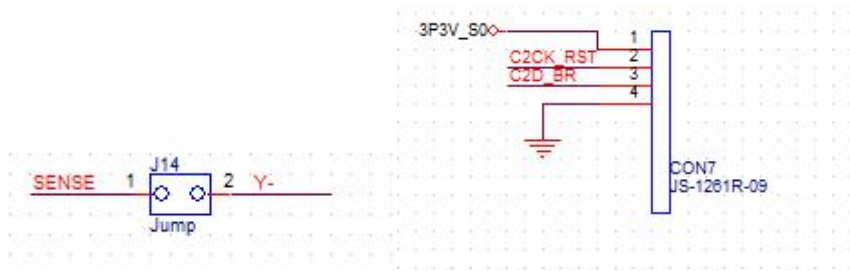 3P3V_S0
1
C2CK_RST 2
C2D_BR 3
4
CON7
JS-1261R-09
J14
SENSE 1 2 Y-
Jump